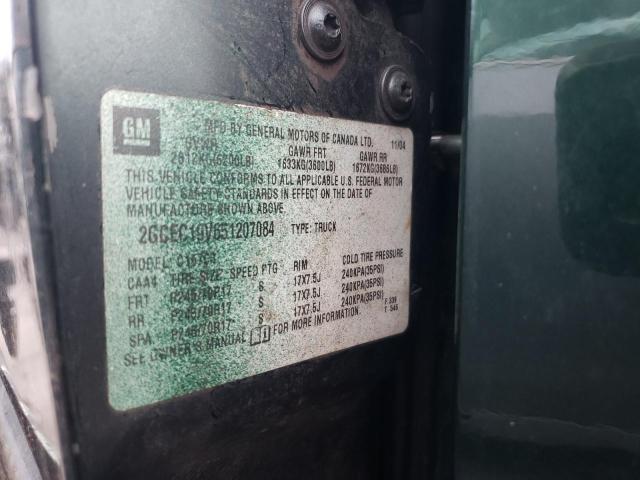 GM
MFD BY GENERAL MOTORS OF CANADA LTD. 11/04
GVWR GAWR FRT GAWR RR
2812KG(6200LB) 1633KG(3600LB) 1672KG(3686LB)
THIS VEHICLE CONFORMS TO ALL APPLICABLE U.S. FEDERAL MOTOR
VEHICLE SAFETY STANDARDS IN EFFECT ON THE DATE OF
MANUFACTURE SHOWN ABOVE.
2GCEC19V651207084 TYPE: TRUCK
MODEL:
CAA4 TIRE SIZE SPEED RTG RIM COLD TIRE PRESSURE
FRT P245/70R17 S 17X7.5J 240KPA(35PSI)
RR P245/70R17 S 17X7.5J 240KPA(35PSI)
SPA P245/70R17 S 17X7.5J 240KPA(35PSI)
SEE OWNER'S MANUAL FOR MORE INFORMATION.